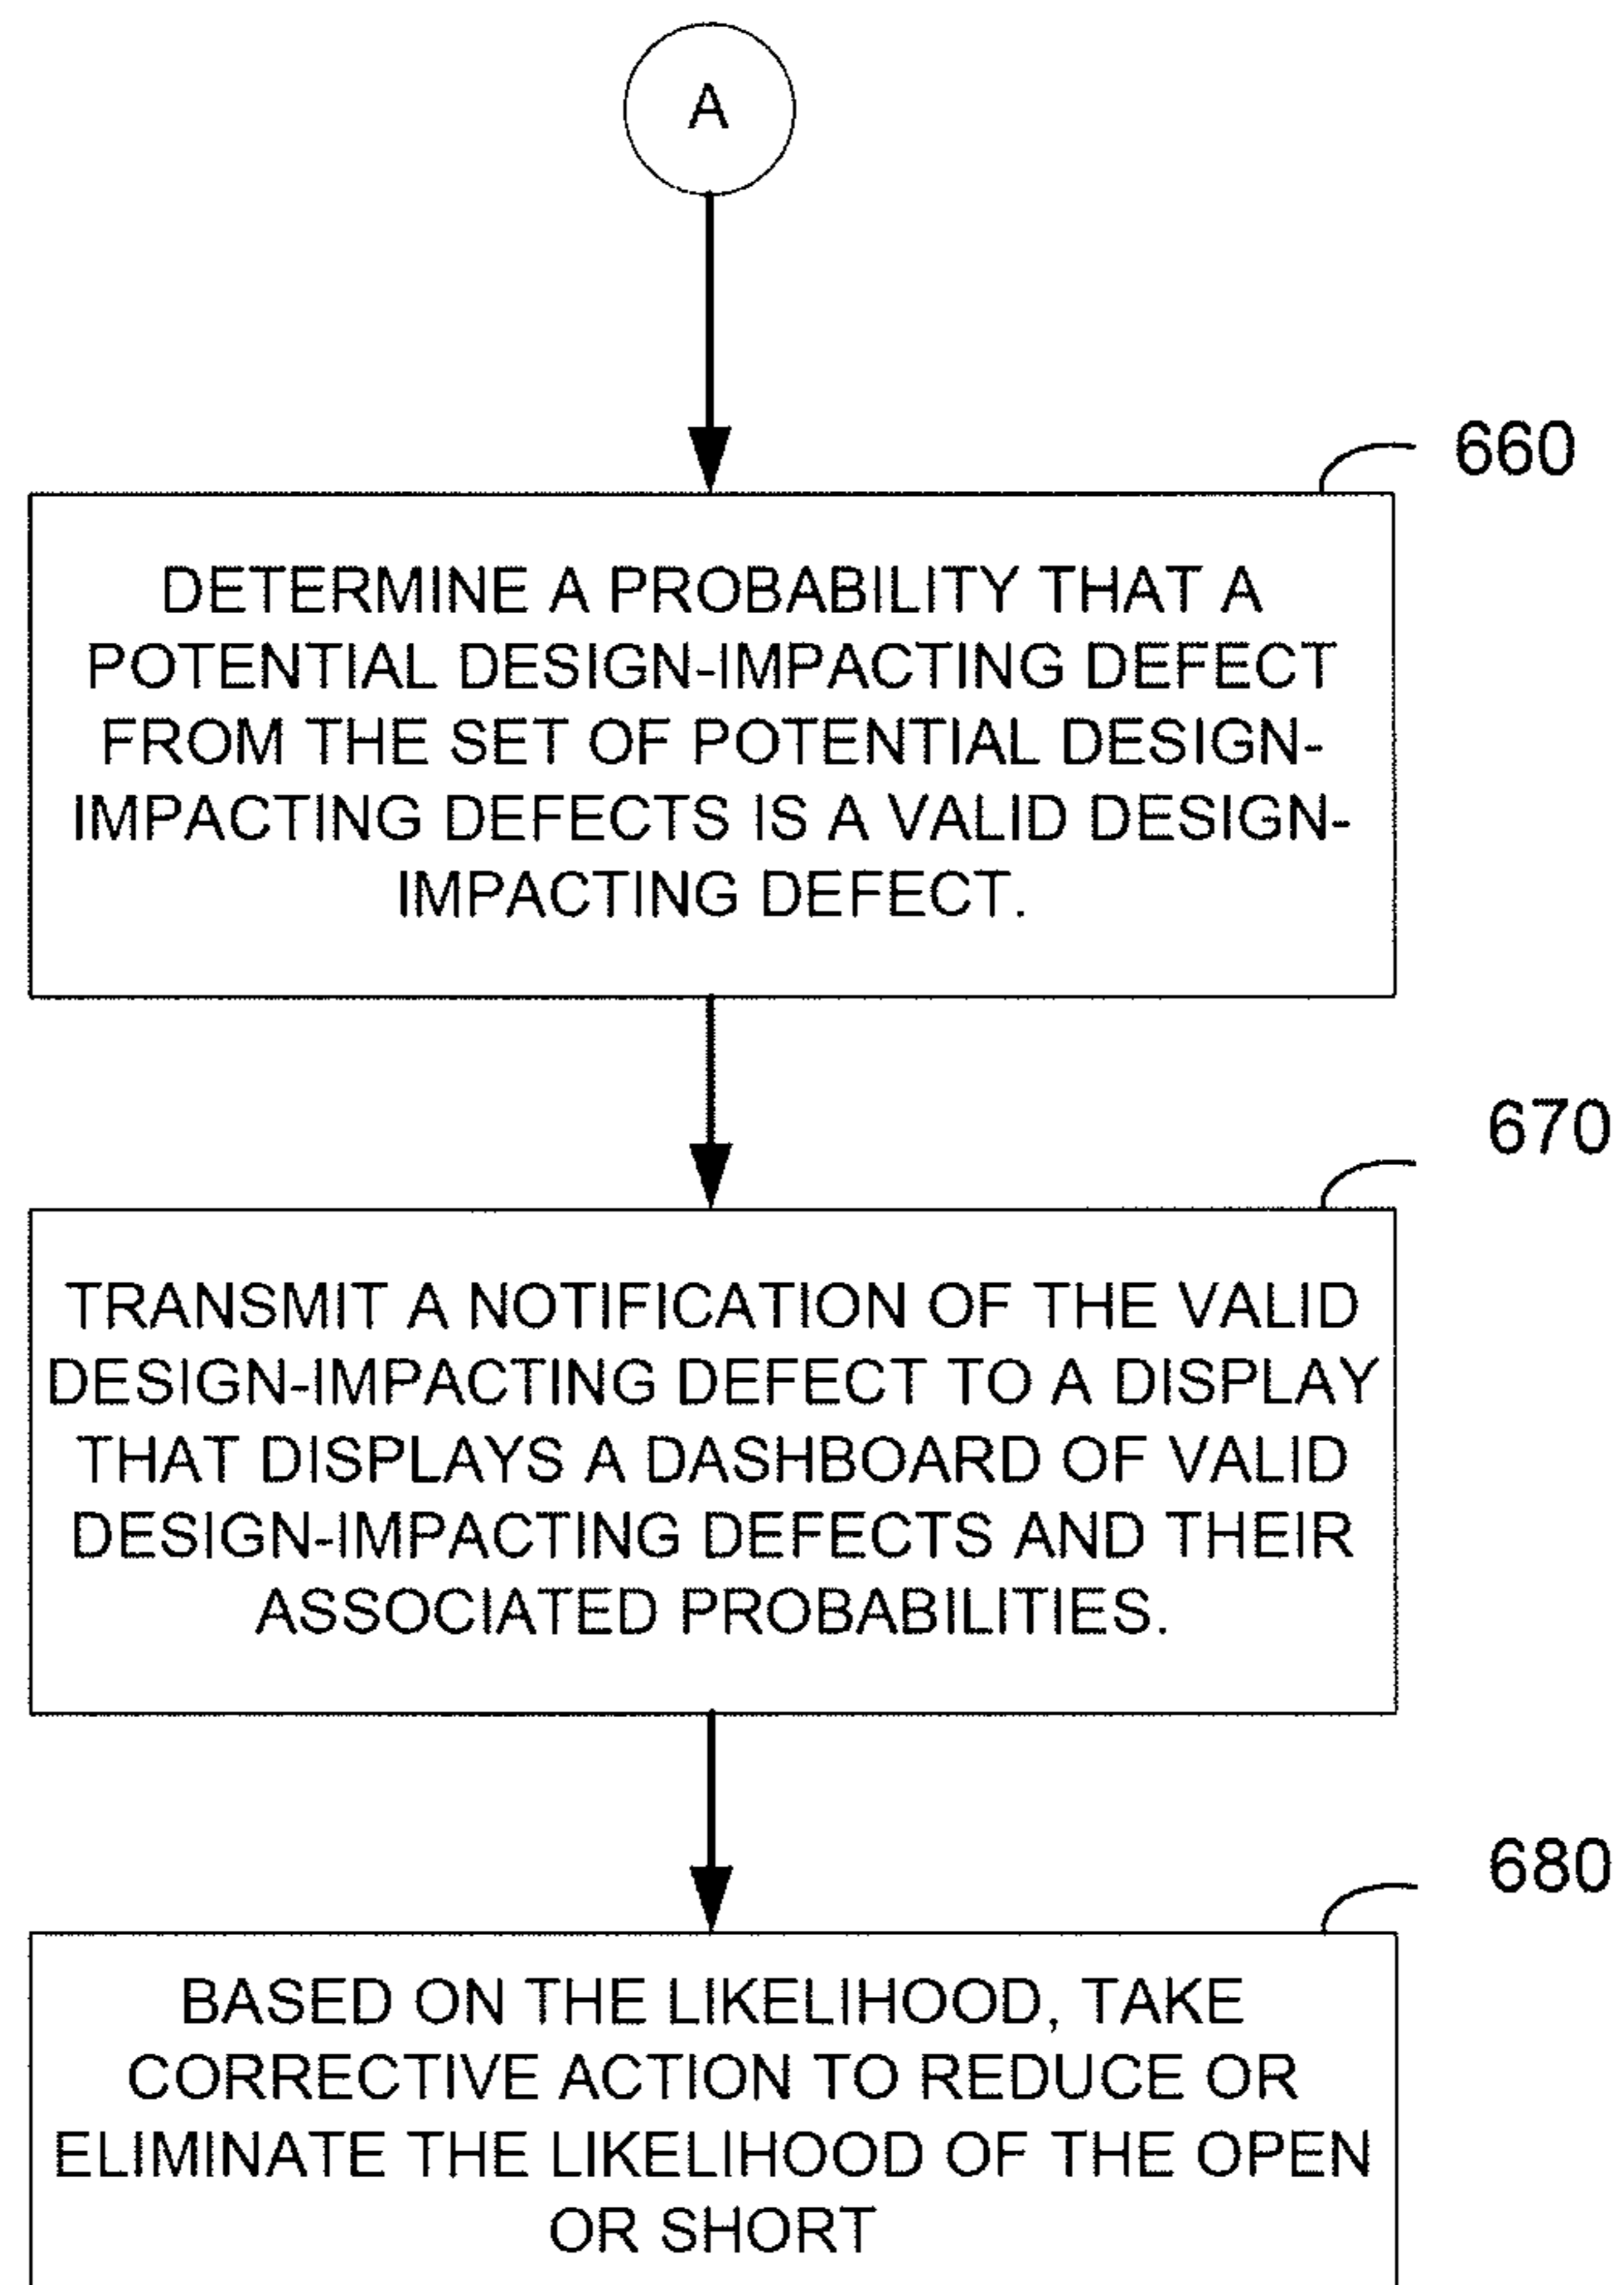 A
660
DETERMINE A PROBABILITY THAT A
POTENTIAL DESIGN-IMPACTING DEFECT
FROM THE SET OF POTENTIAL DESIGN-
IMPACTING DEFECTS IS A VALID DESIGN-
IMPACTING DEFECT.
670
TRANSMIT A NOTIFICATION OF THE VALID
DESIGN-IMPACTING DEFECT TO A DISPLAY
THAT DISPLAYS A DASHBOARD OF VALID
DESIGN-IMPACTING DEFECTS AND THEIR
ASSOCIATED PROBABILITIES.
680
BASED ON THE LIKELIHOOD, TAKE
CORRECTIVE ACTION TO REDUCE OR
ELIMINATE THE LIKELIHOOD OF THE OPEN
OR SHORT